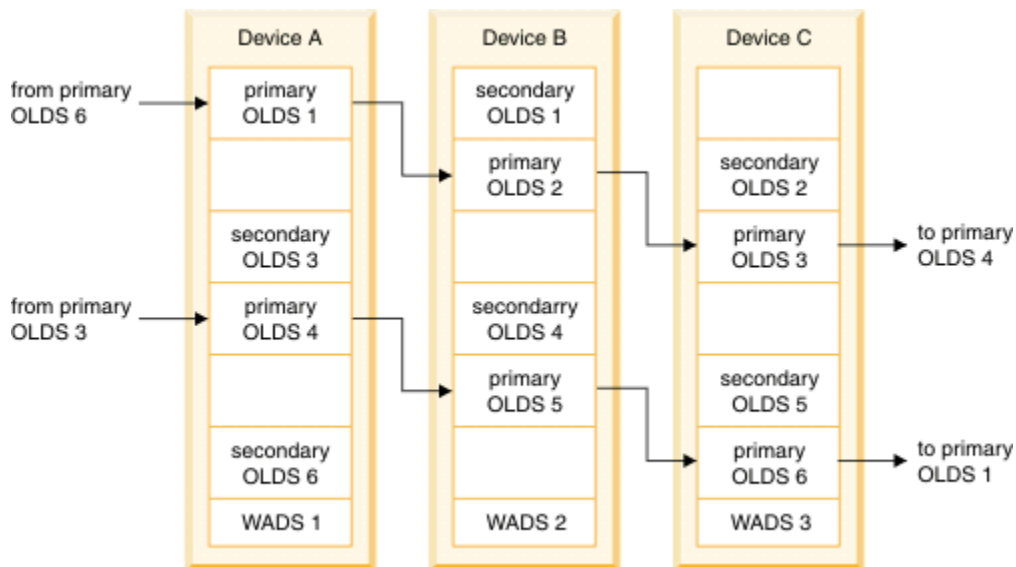 Device A
Device B
Device C
from primary
OLDS 6
primary
OLDS 1
secondary
OLDS 1
primary
OLDS 2
secondary
OLDS 2
secondary
OLDS 3
primary
OLDS 3
to primary
OLDS 4
from primary
OLDS 3
primary
OLDS 4
secondarry
OLDS 4
primary
OLDS 5
secondary
OLDS 5
secondary
OLDS 6
primary
OLDS 6
to primary
OLDS 1
WADS 1
WADS 2
WADS 3